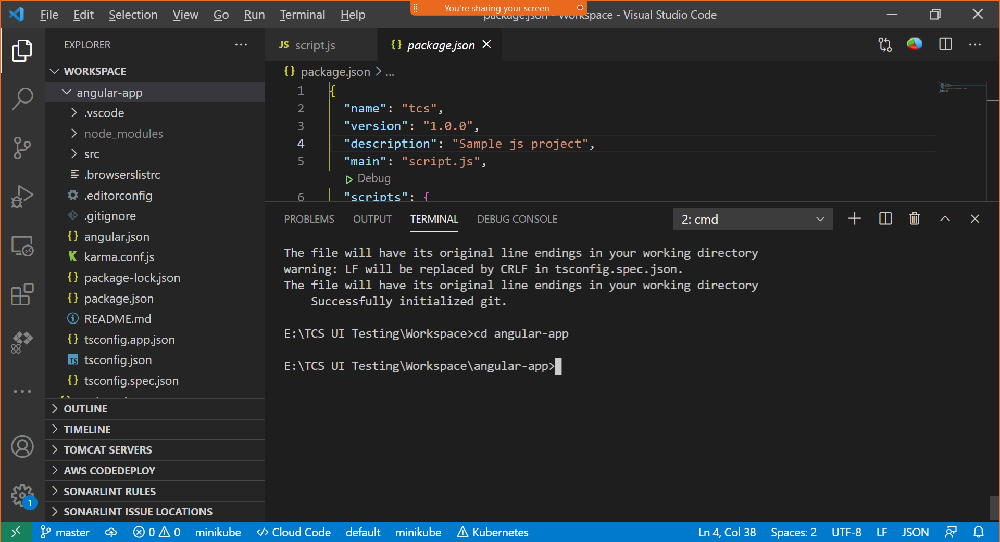 You're sharing your screen
File Edit Selection View Go Run Terminal Help
package.json - Workspace - Visual Studio Code
EXPLORER
WORKSPACE
angular-app
.vscode
node_modules
src
.browserslistrc
.editorconfig
.gitignore
angular.json
karma.conf.js
package-lock.json
package.json
README.md
tsconfig.app.json
TS tsconfig.json
tsconfig.spec.json
OUTLINE
TIMELINE
TOMCAT SERVERS
AWS CODEDEPLOY
SONARLINT RULES
SONARLINT ISSUE LOCATIONS
1
JS script.js
{} package.json
{} package.json > ...
1 {
2 "name": "tcs",
3 "version": "1.0.0",
4 "description": "Sample js project",
5 "main": "script.js",
Debug
6 "scripts": {
PROBLEMS OUTPUT TERMINAL DEBUG CONSOLE
2: cmd
The file will have its original line endings in your working directory
warning: LF will be replaced by CRLF in tsconfig.spec.json.
The file will have its original line endings in your working directory
Successfully initialized git.
E:\TCS UI Testing\Workspace>cd angular-app
E:\TCS UI Testing\Workspace\angular-app>
master 0 0 minikube </> Cloud Code default minikube Kubernetes Ln 4, Col 38 Spaces: 2 UTF-8 LF JSON